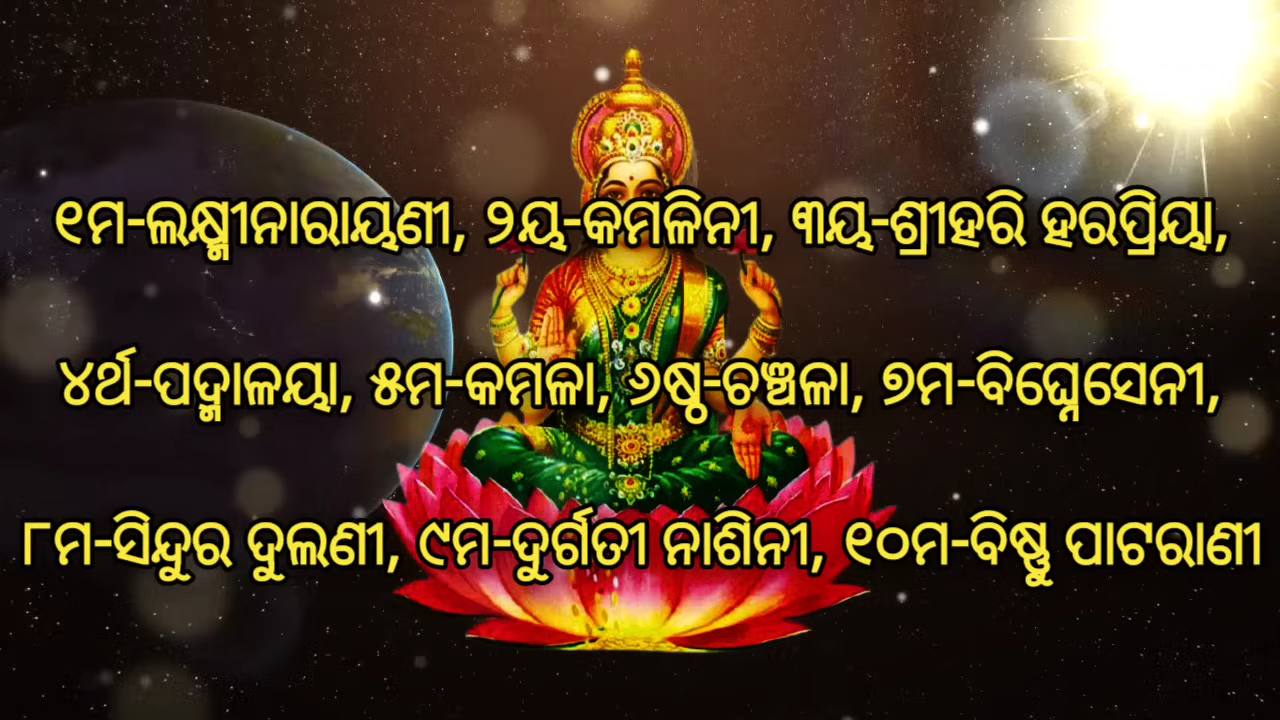 ୧ମ-ଲକ୍ଷ୍ମୀନାରାୟଣୀ, ୨ୟ-କମଳିନୀ, ୩ୟ-ଶ୍ରୀହରି ହରପ୍ରିୟା,
୪ର୍ଥ-ପଦ୍ମାଳୟା, ୫ମ-କମଳା, ୬ଷ୍ଠ-ଚଞ୍ଚଳା, ୭ମ-ବିଘ୍ନେସେନୀ,
୮ମ-ସିନ୍ଦୁର ଦୁଲଣୀ, ୯ମ-ଦୁର୍ଗତୀ ନାଶିନୀ, ୧୦ମ-ବିଷ୍ଣୁ ପାଟରାଣୀ